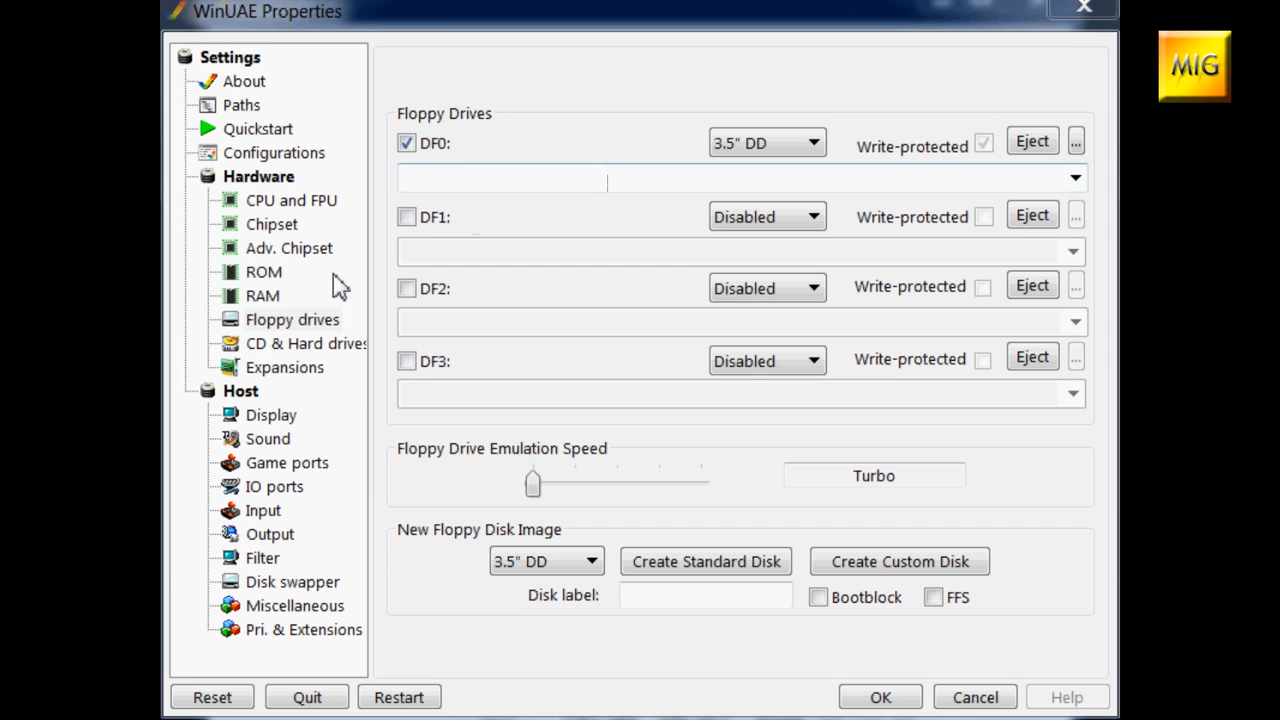 WinUAE Properties
MIG
Settings
About
Paths
Quickstart
Configurations
Hardware
CPU and FPU
Chipset
Adv. Chipset
ROM
RAM
Floppy drives
CD & Hard drives
Expansions
Host
Display
Sound
Game ports
IO ports
Input
Output
Filter
Disk swapper
Miscellaneous
Pri. & Extensions
Floppy Drives
DF0: 3.5" DD Write-protected Eject ...
DF1: Disabled Write-protected Eject ...
DF2: Disabled Write-protected Eject ...
DF3: Disabled Write-protected Eject ...
Floppy Drive Emulation Speed
Turbo
New Floppy Disk Image
3.5" DD Create Standard Disk Create Custom Disk
Disk label: Bootblock FFS
Reset Quit Restart OK Cancel Help